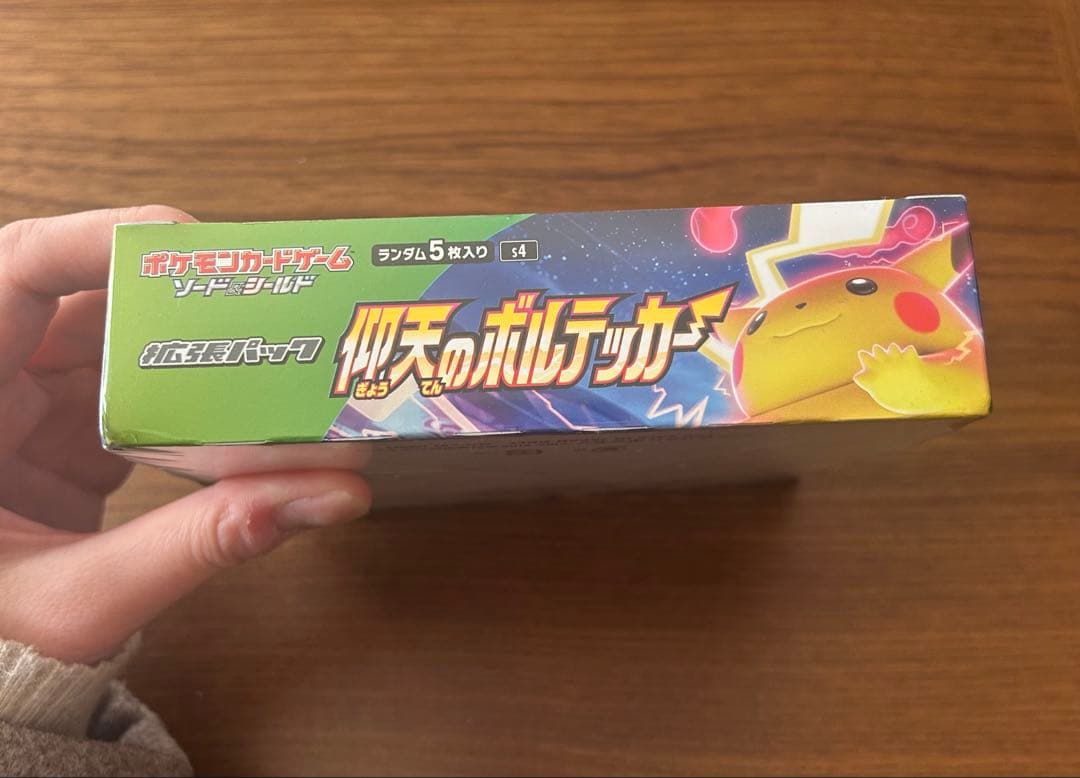 ポケモンカードゲーム
ソード&シールド
ランダム5枚入り s4
拡張パック
仰天のボルテッカー
ぎょう てん